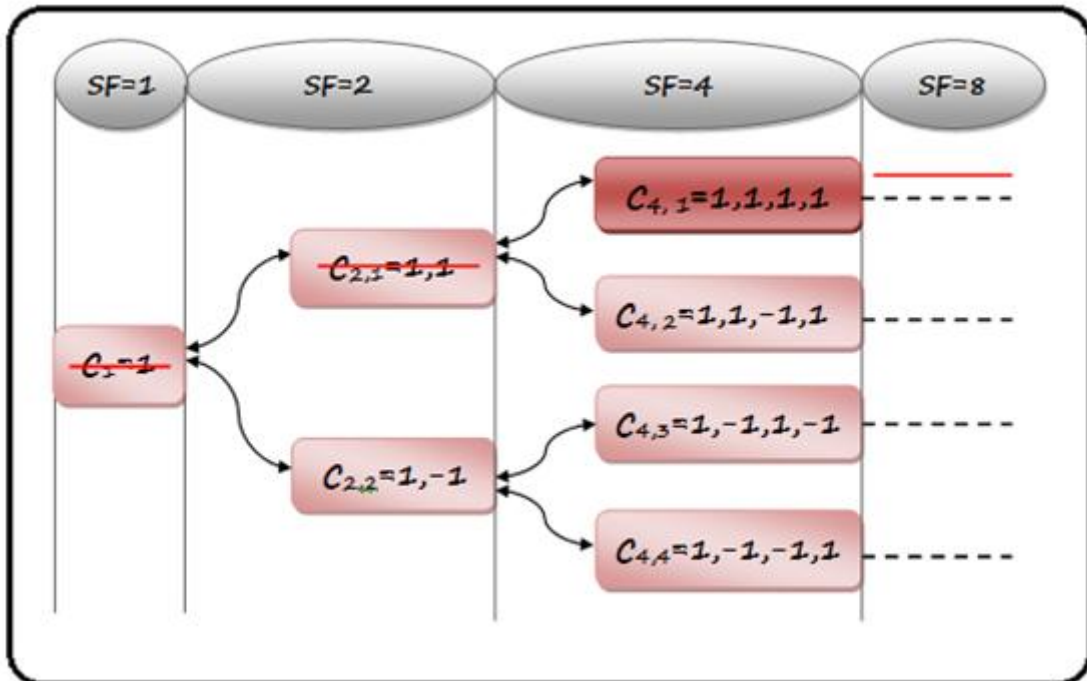 SF=1 SF=2 SF=4 SF=8
C4,1=1,1,1,1
C2,1=1,1
C4,2=1,1,-1,1
C1=1
C4,3=1,-1,1,-1
C2,2=1,-1
C4,4=1,-1,-1,1